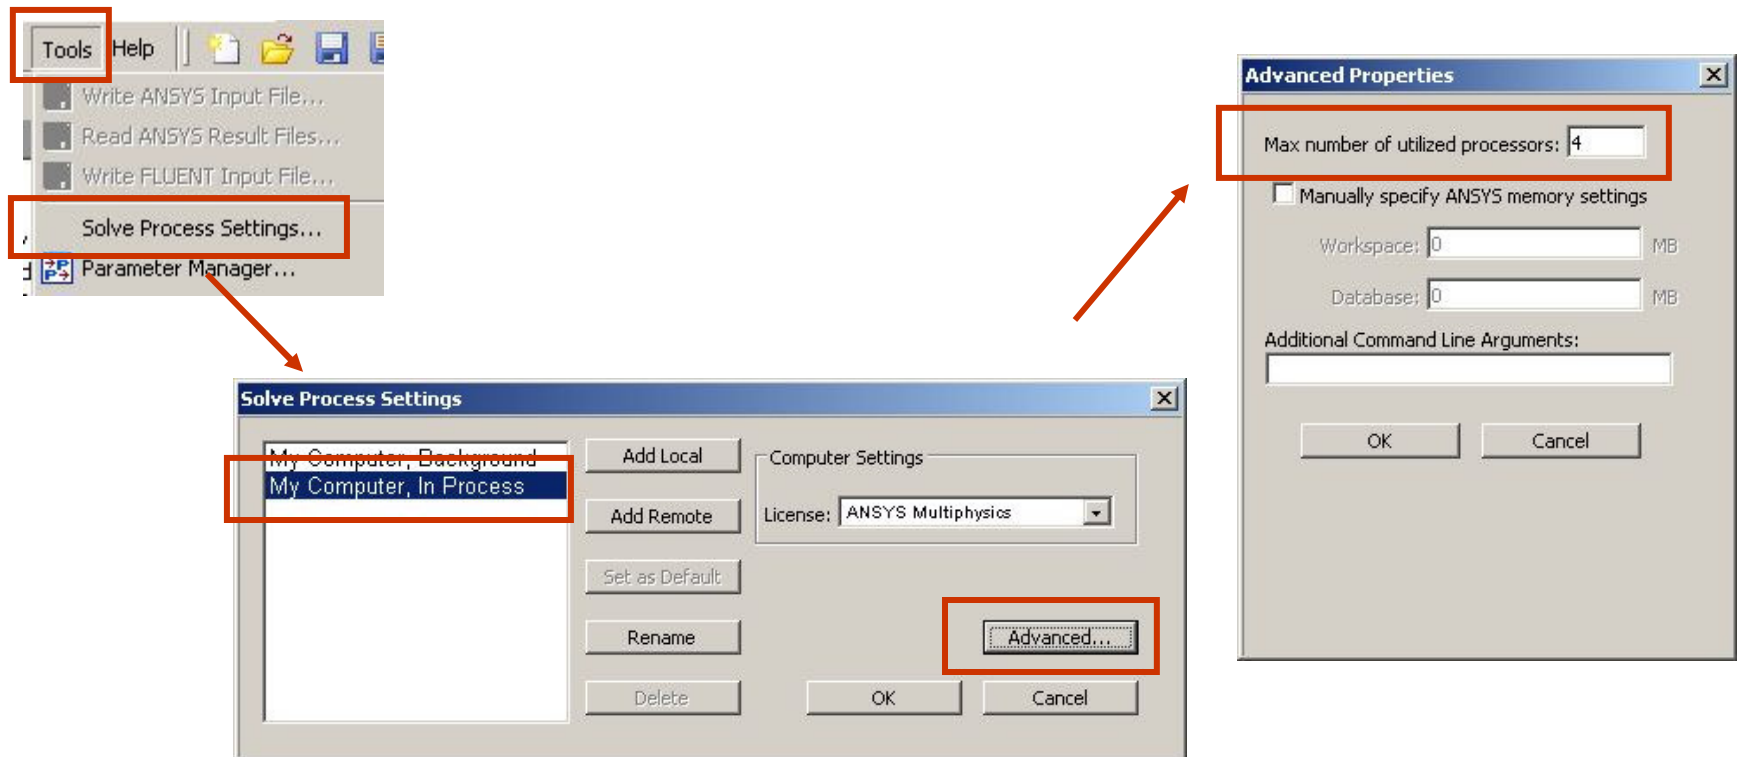 Tools Help
Write ANSYS Input File...
Read ANSYS Result Files...
Write FLUENT Input File...
Solve Process Settings...
Parameter Manager...
Solve Process Settings
My Computer, Background
My Computer, In Process
Add Local
Add Remote
Set as Default
Rename
Delete
Computer Settings
License: ANSYS Multiphysics
Advanced...
OK Cancel
Advanced Properties
Max number of utilized processors: 4
Manually specify ANSYS memory settings
Workspace: 0 MB
Database: 0 MB
Additional Command Line Arguments:
OK Cancel